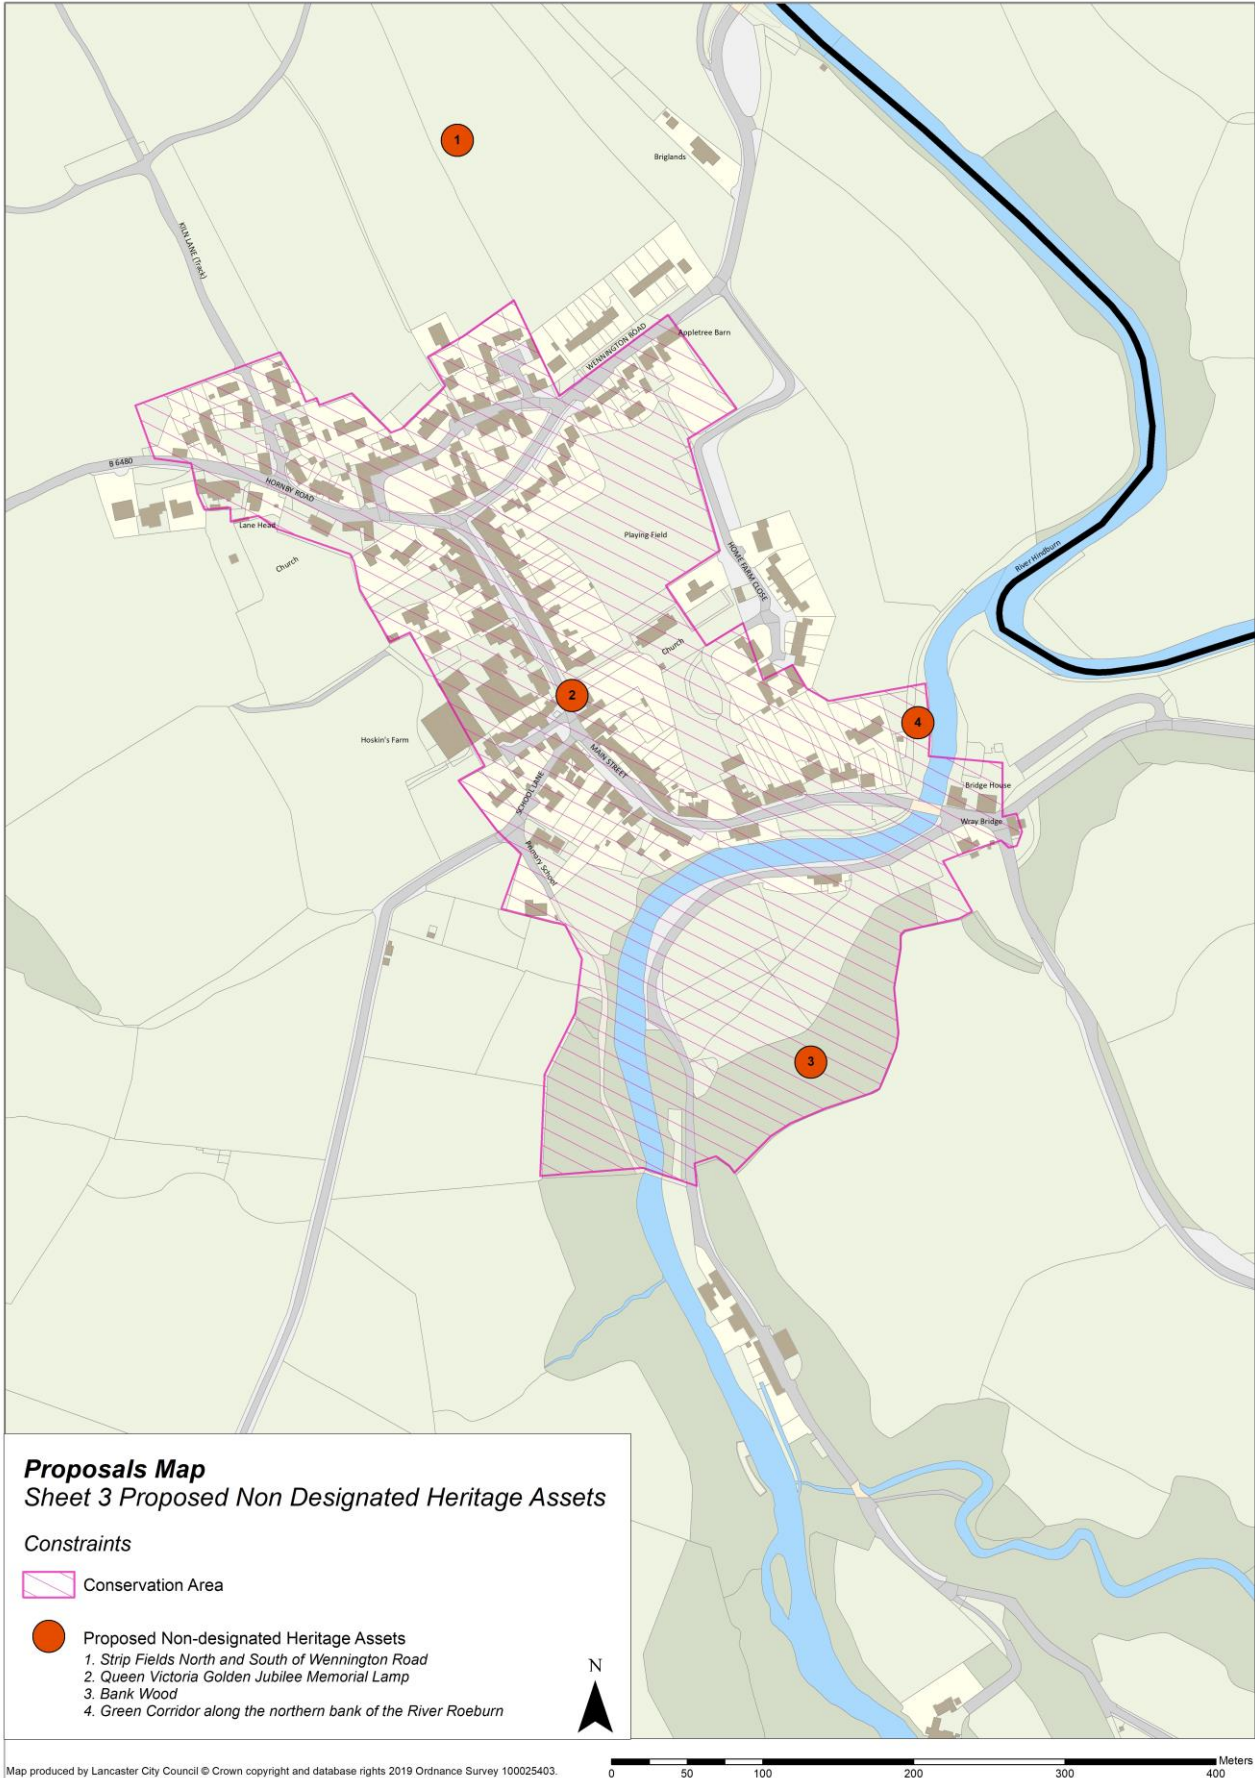 1
Briglands
KILN LANE (Track)
WENNINGTON ROAD
Appletree Barn
B 6480
HORNBY ROAD
Lane Head
Church
Playing Field
HOME FARM CLOSE
River Hindburn
Church
2
4
Hoskin's Farm
MAIN STREET
SCHOOL LANE
Bridge House
Wray Bridge
Primary School
3
Proposals Map
Sheet 3 Proposed Non Designated Heritage Assets
Constraints
Conservation Area
Proposed Non-designated Heritage Assets
1. Strip Fields North and South of Wennington Road
2. Queen Victoria Golden Jubilee Memorial Lamp
3. Bank Wood
4. Green Corridor along the northern bank of the River Roeburn
N
Map produced by Lancaster City Council © Crown copyright and database rights 2019 Ordnance Survey 100025403.
Meters
0 50 100 200 300 400